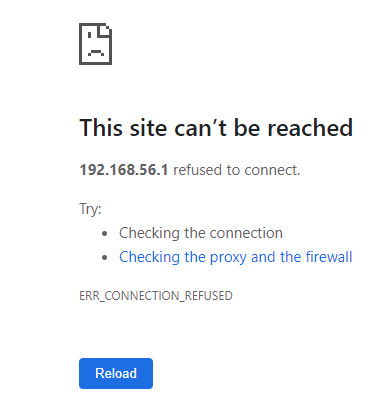 This site can’t be reached
192.168.56.1 refused to connect.
Try:
• Checking the connection
• Checking the proxy and the firewall
ERR_CONNECTION_REFUSED
Reload